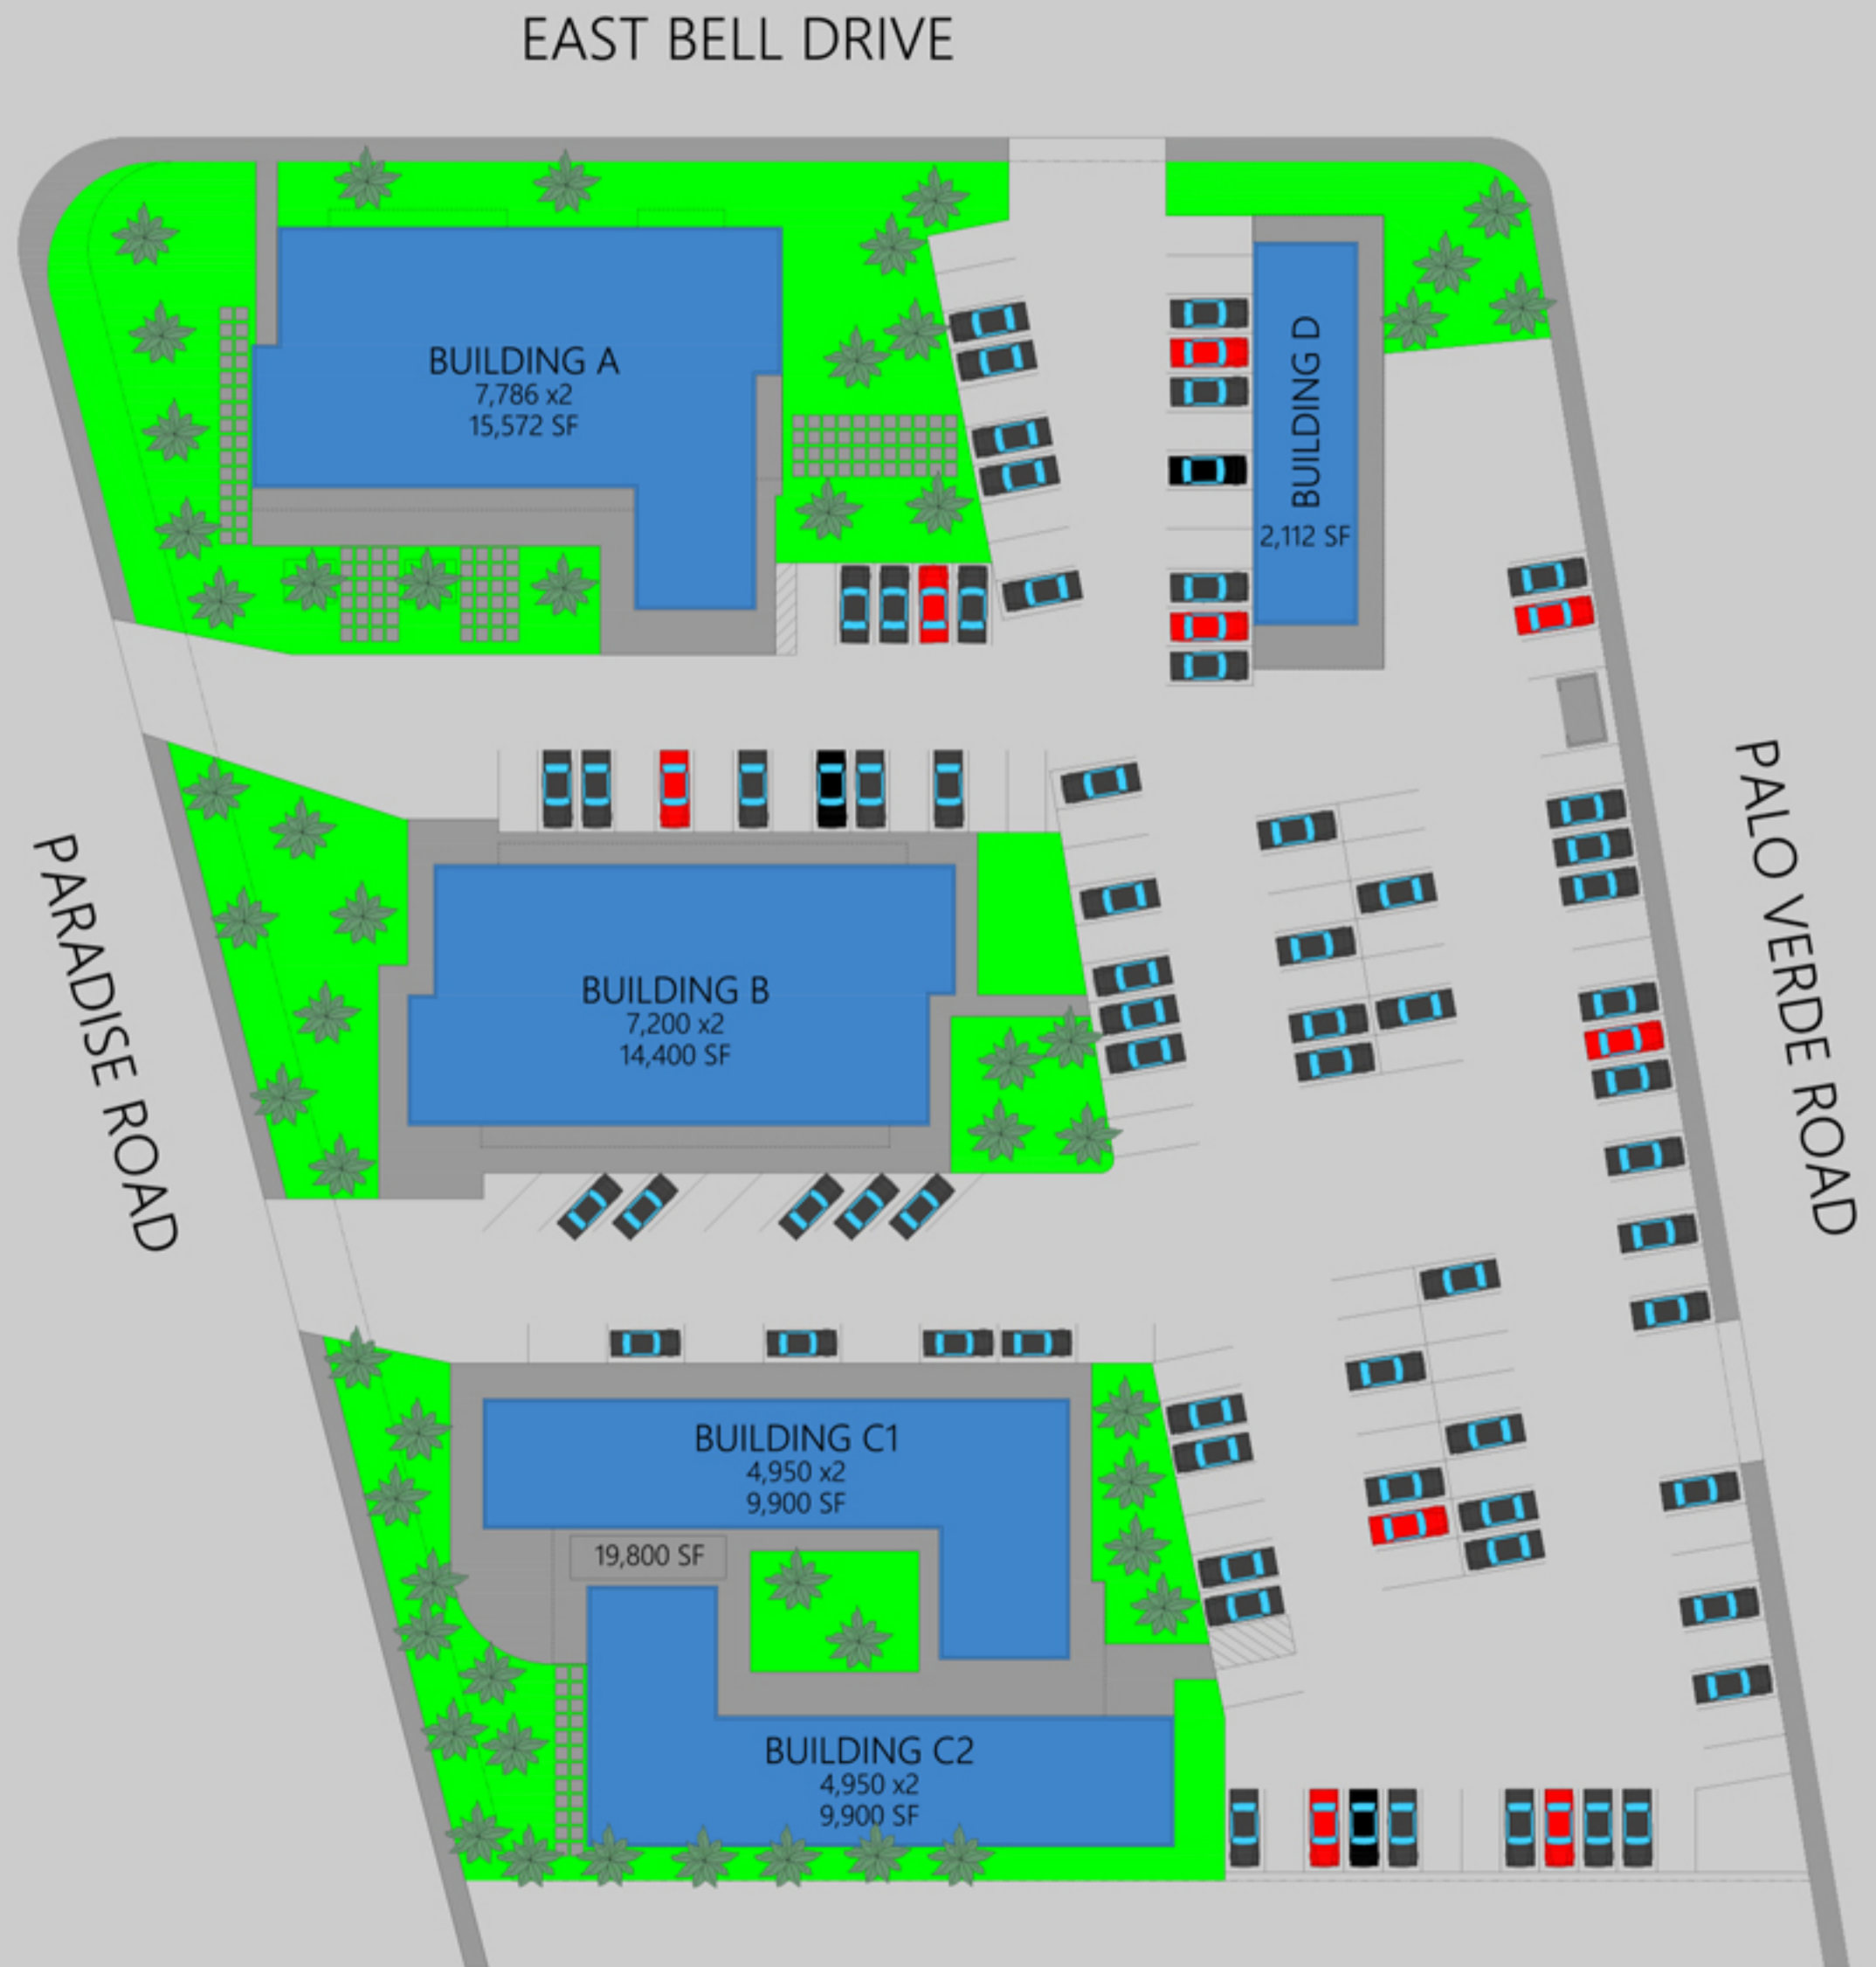 EAST BELL DRIVE
BUILDING A
7,786 x2
15,572 SF
BUILDING D
2,112 SF
PARADISE ROAD
PALO VERDE ROAD
BUILDING B
7,200 x2
14,400 SF
BUILDING C1
4,950 x2
9,900 SF
19,800 SF
BUILDING C2
4,950 x2
9,900 SF